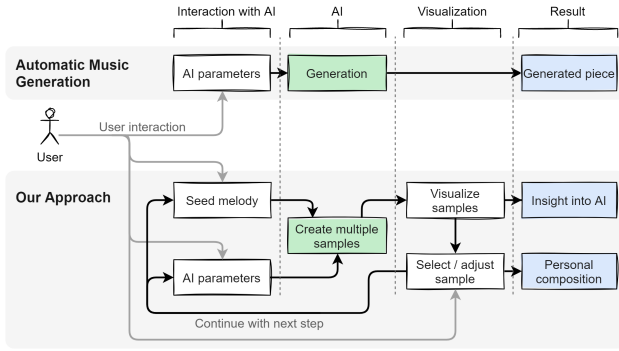 Interaction with AI
AI
Visualization
Result
Automatic Music
Generation
AI parameters
Generation
Generated piece
User interaction
User
Our Approach
Seed melody
Visualize
samples
Insight into AI
Create multiple
samples
AI parameters
Select / adjust
sample
Personal
composition
Continue with next step